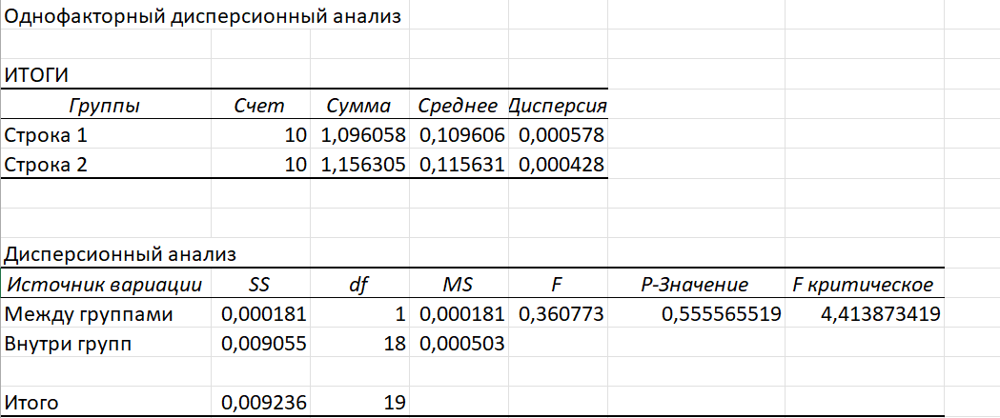 Однофакторный дисперсионный анализ
ИТОГИ
Группы Счет Сумма Среднее Дисперсия
Строка 1 10 1,096058 0,109606 0,000578
Строка 2 10 1,156305 0,115631 0,000428
Дисперсионный анализ
Источник вариации SS df MS F P-Значение F критическое
Между группами 0,000181 1 0,000181 0,360773 0,555565519 4,413873419
Внутри групп 0,009055 18 0,000503
Итого 0,009236 19